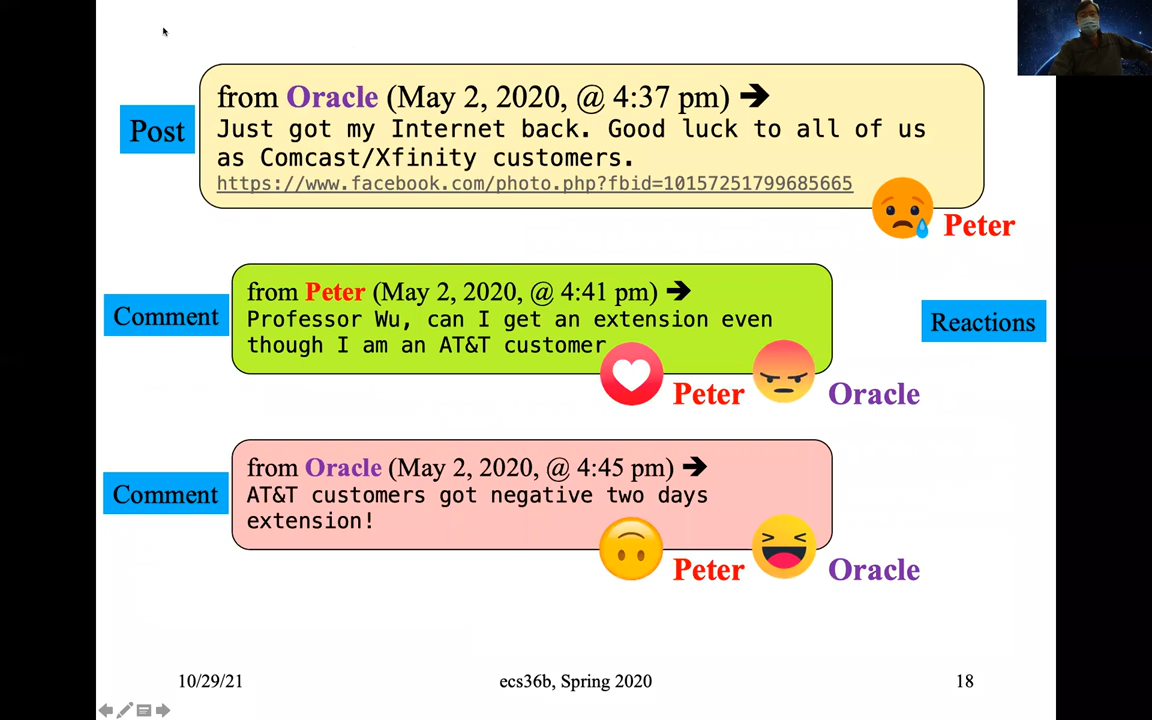 from Oracle (May 2, 2020, @ 4:37 pm) ➔
Post
Just got my Internet back. Good luck to all of us
as Comcast/Xfinity customers.
https://www.facebook.com/photo.php?fbid=10157251799685665
Peter
from Peter (May 2, 2020, @ 4:41 pm) ➔
Comment
Professor Wu, can I get an extension even
though I am an AT&T customer
Reactions
Peter
Oracle
from Oracle (May 2, 2020, @ 4:45 pm) ➔
Comment
AT&T customers got negative two days
extension!
Peter
Oracle
10/29/21
ecs36b, Spring 2020
18